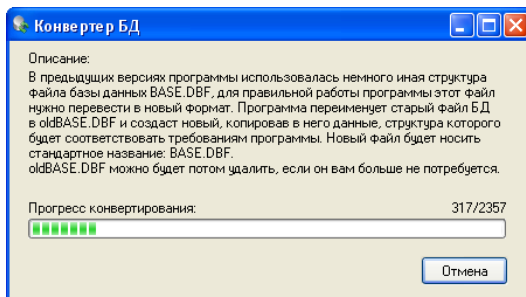 Конвертер БД
Описание:
В предыдущих версиях программы использовалась немного иная структура
файла базы данных BASE.DBF, для правильной работы программы этот файл
нужно перевести в новый формат. Программа переименует старый файл БД
в oldBASE.DBF и создаст новый, копировав в него данные, структура которого
будет соответствовать требованиям программы. Новый файл будет носить
стандартное название: BASE.DBF.
oldBASE.DBF можно будет потом удалить, если он вам больше не потребуется.
Прогресс конвертирования: 317/2357
Отмена